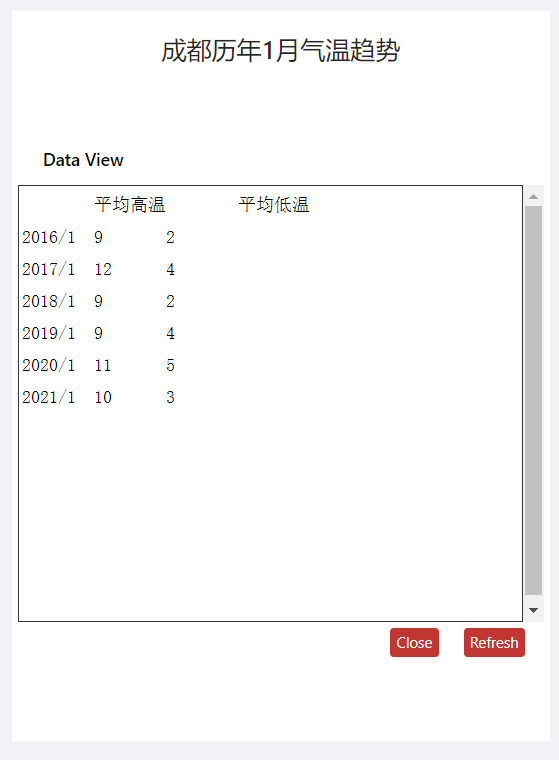 成都历年1月气温趋势
Data View
平均高温 平均低温
2016/1 9 2
2017/1 12 4
2018/1 9 2
2019/1 9 4
2020/1 11 5
2021/1 10 3
Close Refresh